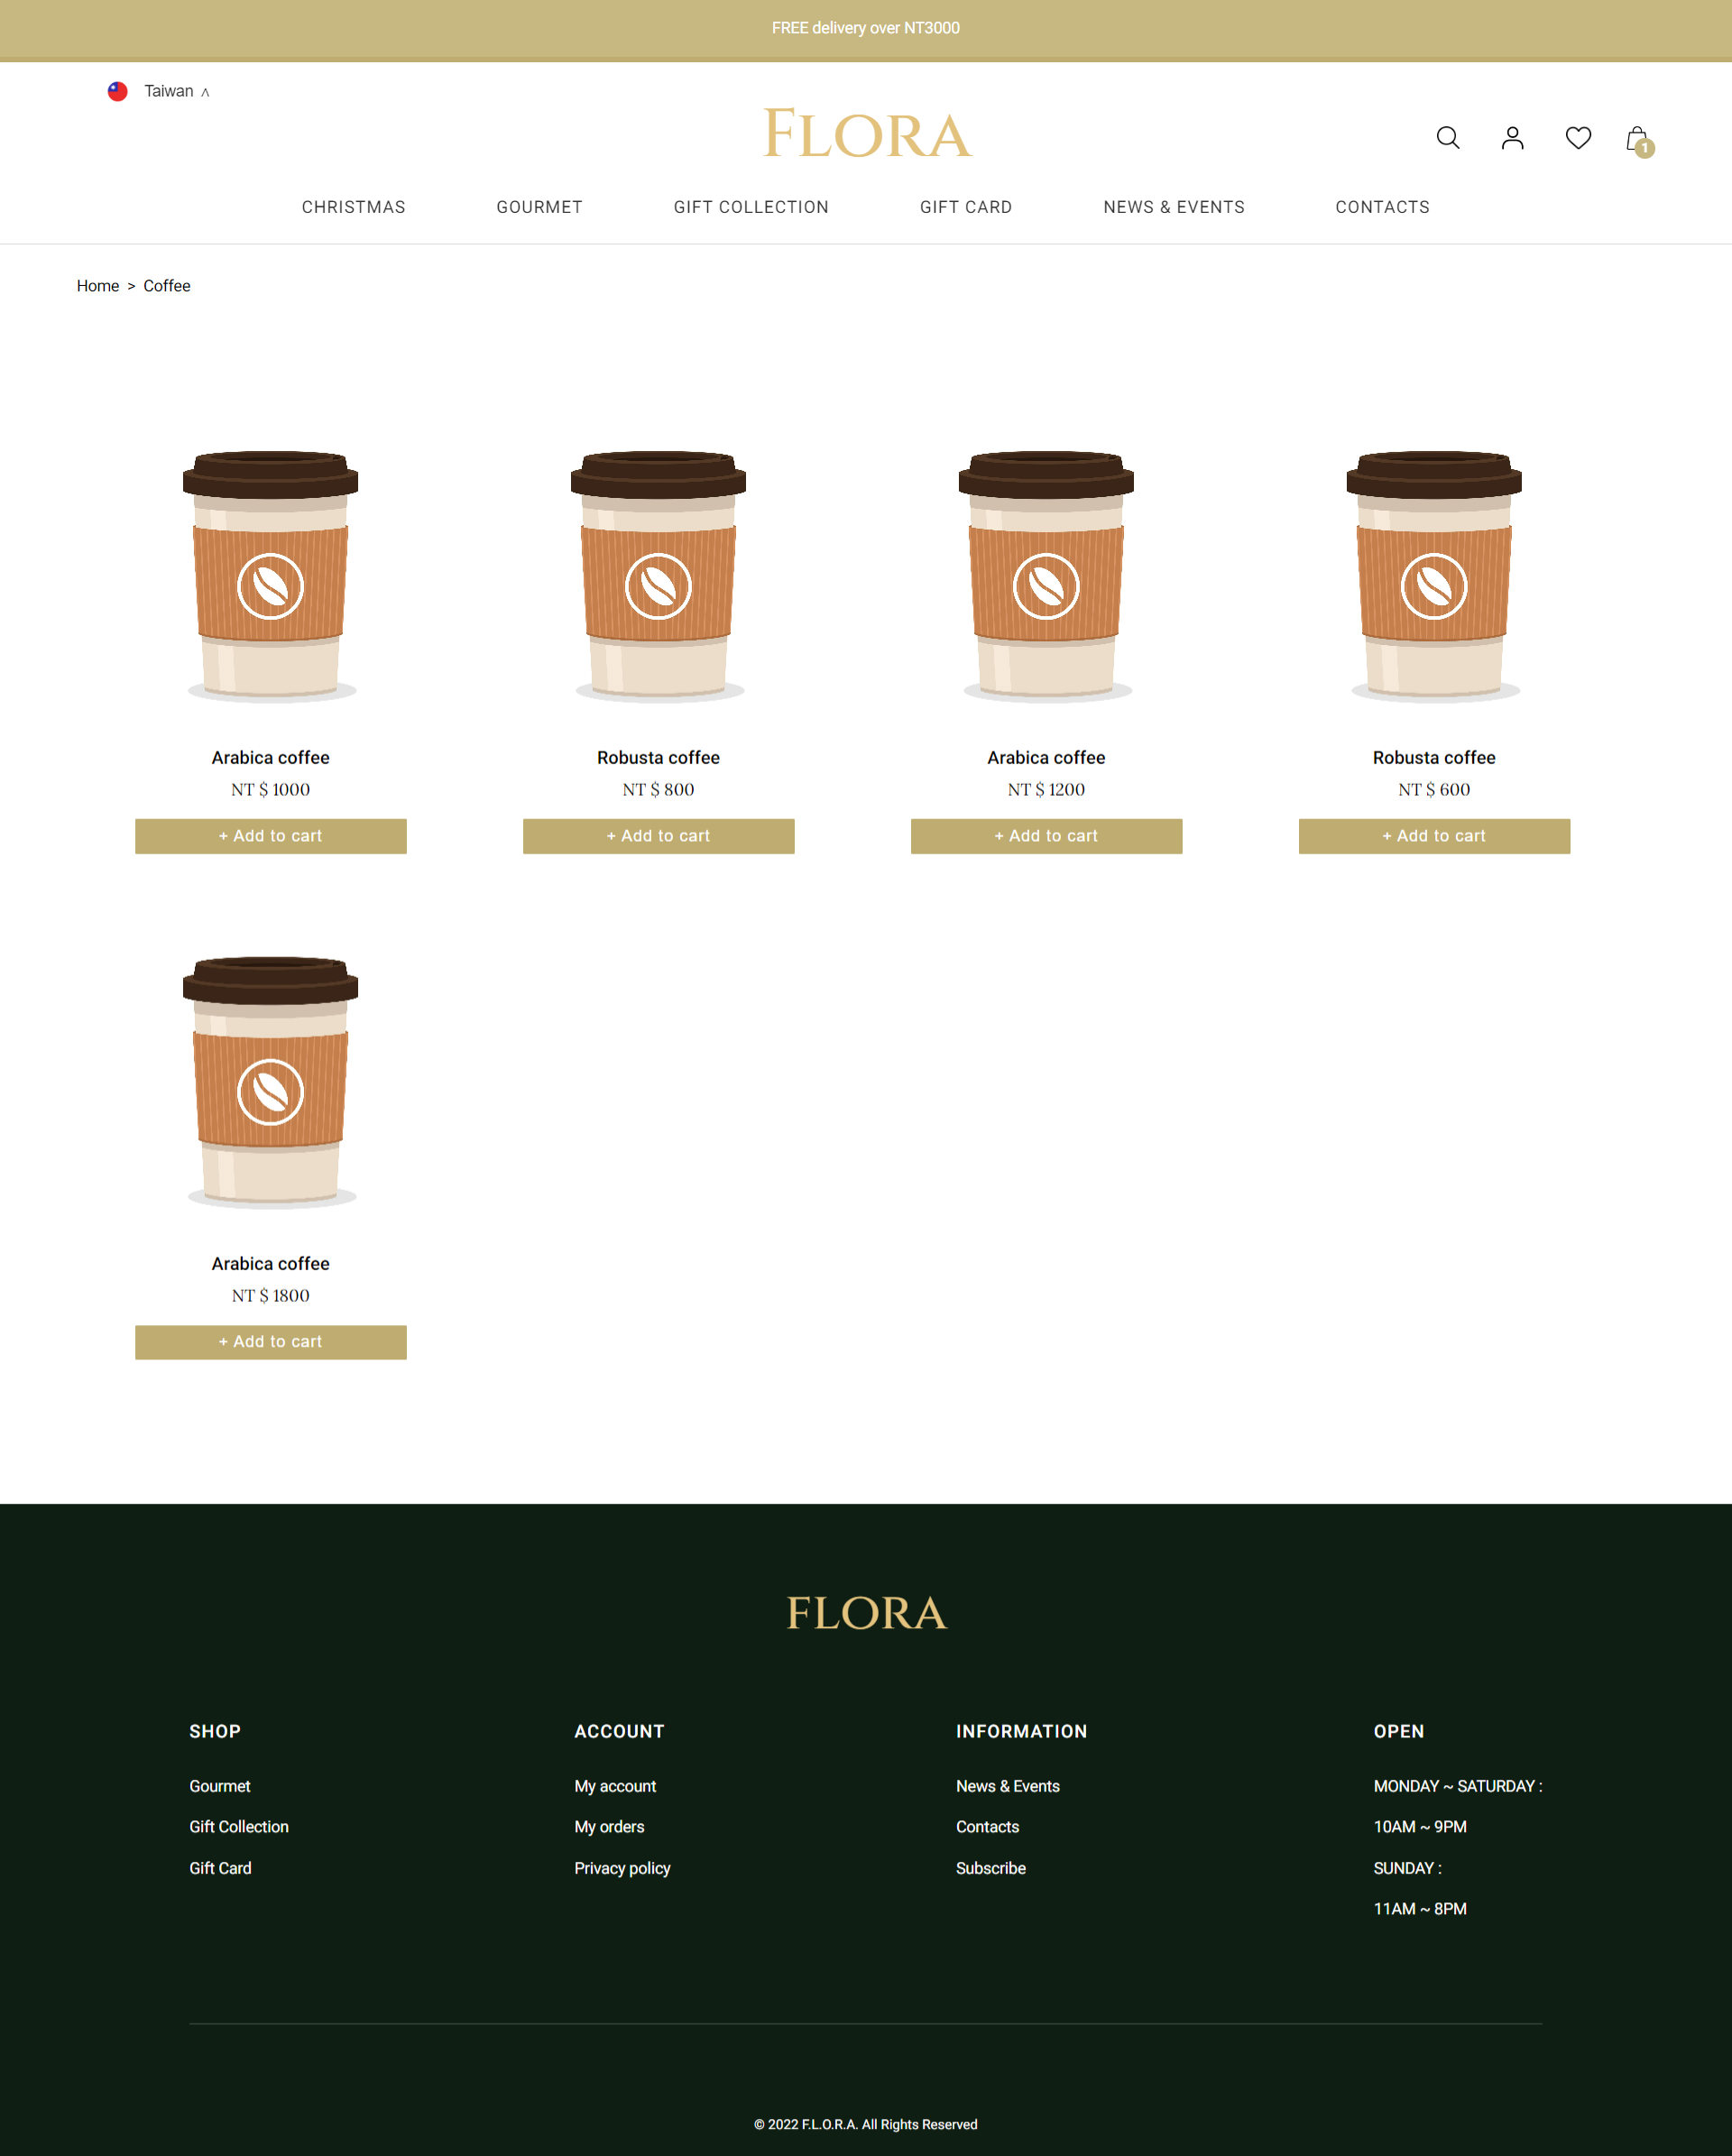 FREE delivery over NT3000
Taiwan
FLORA
1
CHRISTMAS GOURMET GIFT COLLECTION GIFT CARD NEWS & EVENTS CONTACTS
Home > Coffee
Arabica coffee
NT $ 1000
+ Add to cart
Robusta coffee
NT $ 800
+ Add to cart
Arabica coffee
NT $ 1200
+ Add to cart
Robusta coffee
NT $ 600
+ Add to cart
Arabica coffee
NT $ 1800
+ Add to cart
FLORA
SHOP
Gourmet
Gift Collection
Gift Card
ACCOUNT
My account
My orders
Privacy policy
INFORMATION
News & Events
Contacts
Subscribe
OPEN
MONDAY ~ SATURDAY :
10AM ~ 9PM
SUNDAY :
11AM ~ 8PM
© 2022 F.L.O.R.A. All Rights Reserved